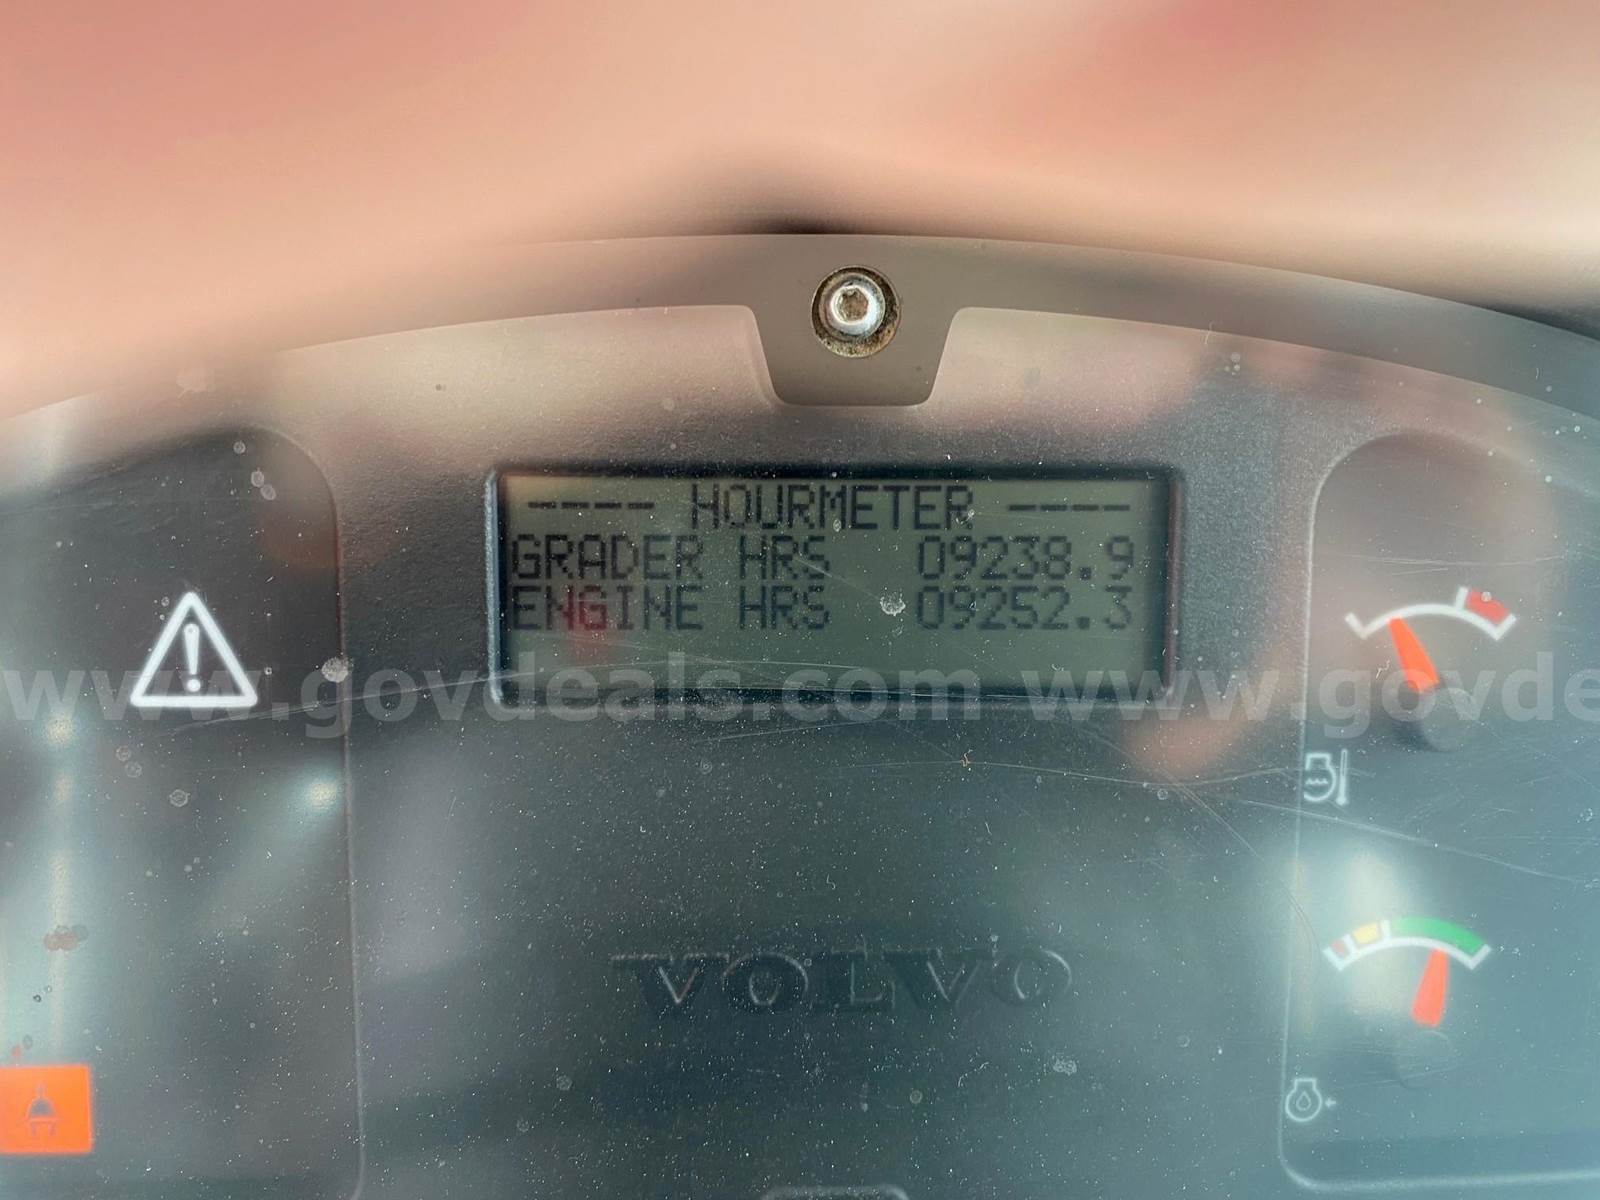 ---- HOURMETER ----
GRADER HRS 09238.9
ENGINE HRS 09252.3
www.govdeals.com www.govde
VOLVO